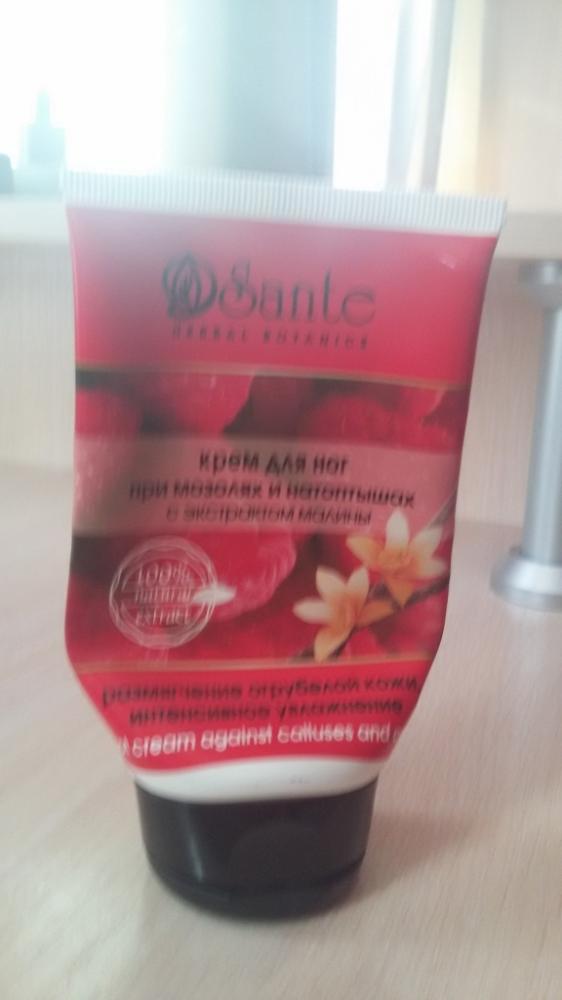 Sante
HERBAL BOTANICS
крем для ног
при мозолях и натоптышах
с экстрактом малины
100%
natural
extract
размягчение огрубелой кожи,
интенсивное увлажнение
cream against calluses and